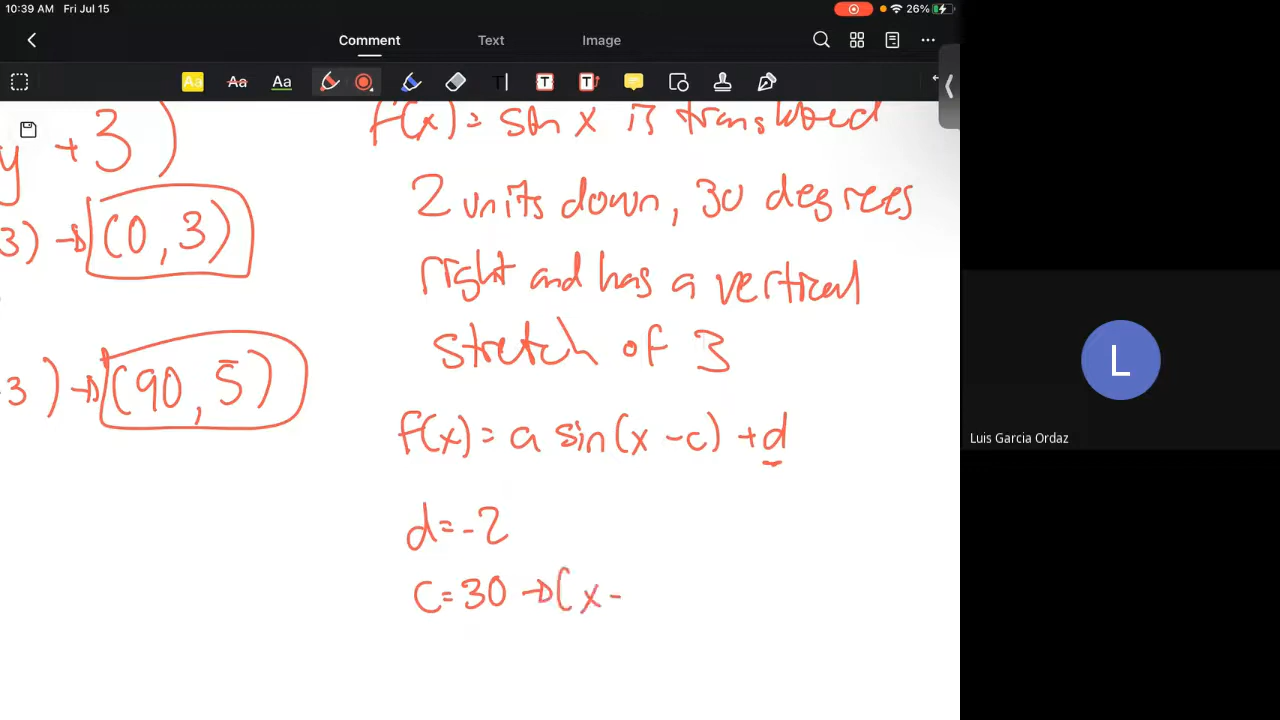 10:39 AM Fri Jul 15
26%
Comment Text Image
Aa Aa Aa T T T
y + 3 )
3) → (0, 3)
3 ) → (90, 5)
f(x) = sin x is translated
2 units down, 30 degrees
right and has a vertical
stretch of 3
f(x) = a sin(x - c) + d
d = -2
c = 30 → ( x -
L
Luis Garcia Ordaz